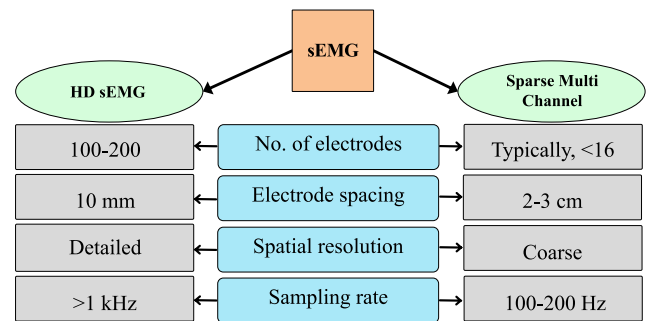 sEMG
HD sEMG
Sparse Multi
Channel
100-200
No. of electrodes
Typically, <16
10 mm
Electrode spacing
2-3 cm
Detailed
Spatial resolution
Coarse
>1 kHz
Sampling rate
100-200 Hz